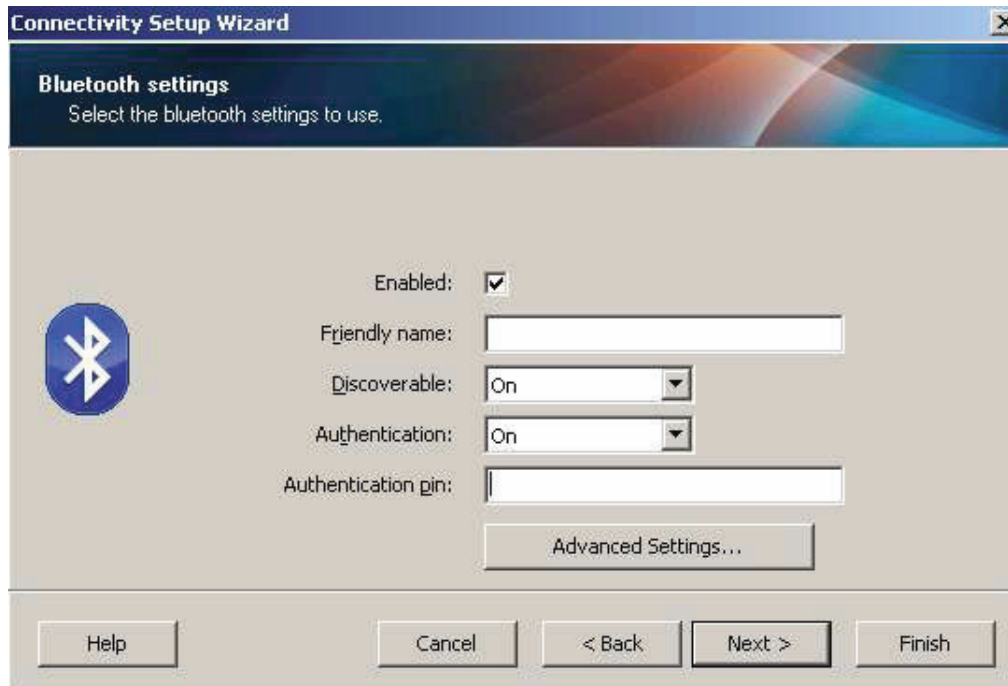 Connectivity Setup Wizard
Bluetooth settings
Select the bluetooth settings to use.
Enabled:
Friendly name:
Discoverable: On
Authentication: On
Authentication pin:
Advanced Settings...
Help Cancel < Back Next > Finish